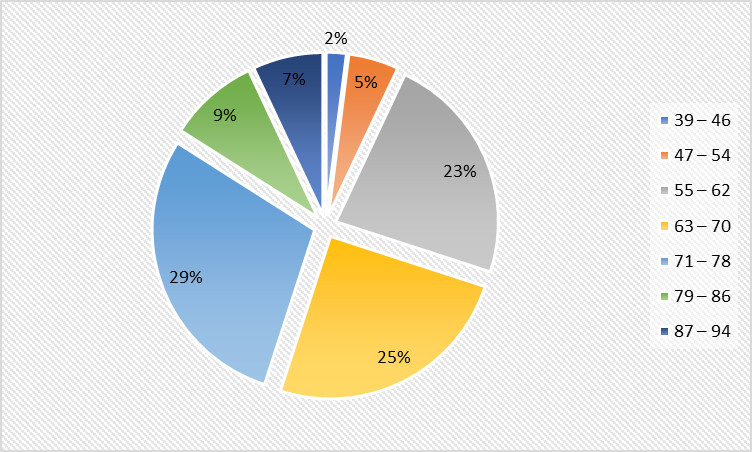 2%
5%
7%
9%
23%
29%
25%
39 – 46
47 – 54
55 – 62
63 – 70
71 – 78
79 – 86
87 – 94